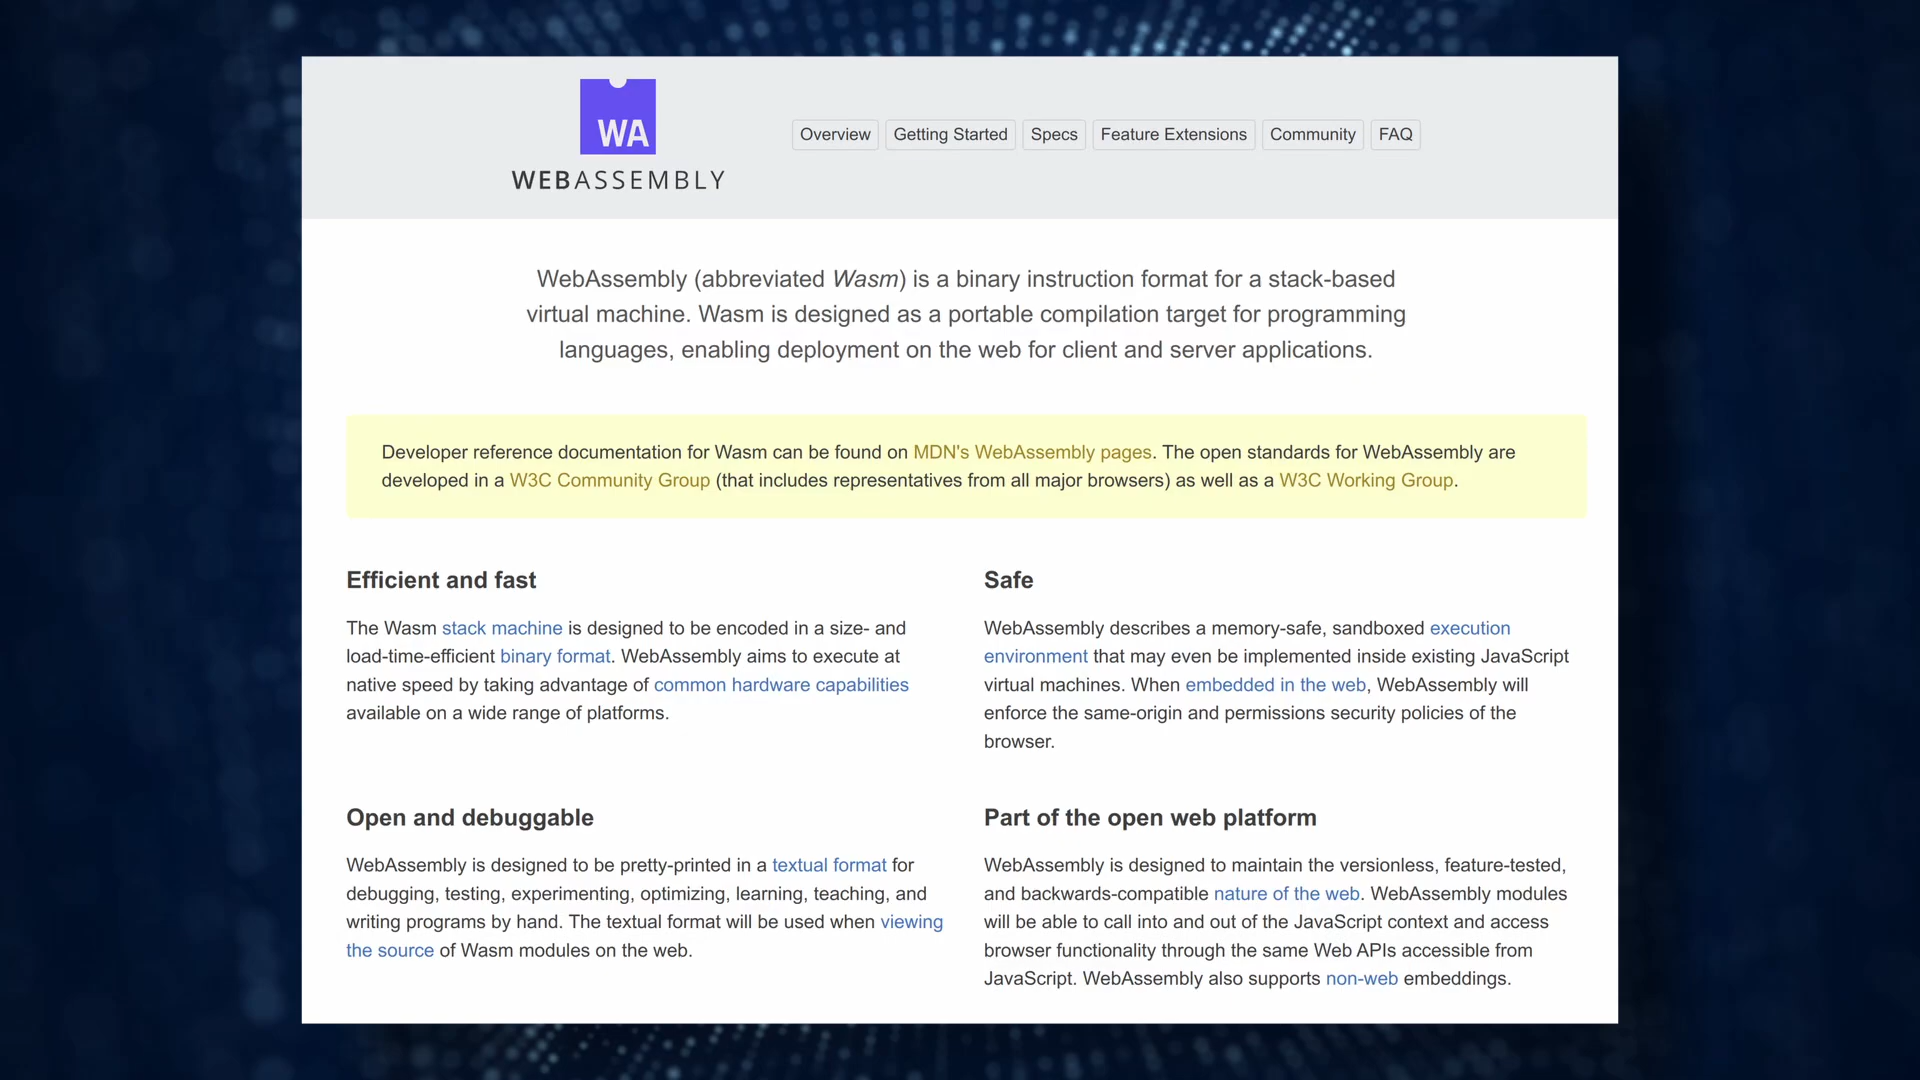 WA
WEBASSEMBLY
Overview
Getting Started
Specs
Feature Extensions
Community
FAQ
WebAssembly (abbreviated Wasm) is a binary instruction format for a stack-based
virtual machine. Wasm is designed as a portable compilation target for programming
languages, enabling deployment on the web for client and server applications.
Developer reference documentation for Wasm can be found on MDN's WebAssembly pages. The open standards for WebAssembly are
developed in a W3C Community Group (that includes representatives from all major browsers) as well as a W3C Working Group.
Efficient and fast
The Wasm stack machine is designed to be encoded in a size- and
load-time-efficient binary format. WebAssembly aims to execute at
native speed by taking advantage of common hardware capabilities
available on a wide range of platforms.
Safe
WebAssembly describes a memory-safe, sandboxed execution
environment that may even be implemented inside existing JavaScript
virtual machines. When embedded in the web, WebAssembly will
enforce the same-origin and permissions security policies of the
browser.
Open and debuggable
WebAssembly is designed to be pretty-printed in a textual format for
debugging, testing, experimenting, optimizing, learning, teaching, and
writing programs by hand. The textual format will be used when viewing
the source of Wasm modules on the web.
Part of the open web platform
WebAssembly is designed to maintain the versionless, feature-tested,
and backwards-compatible nature of the web. WebAssembly modules
will be able to call into and out of the JavaScript context and access
browser functionality through the same Web APIs accessible from
JavaScript. WebAssembly also supports non-web embeddings.